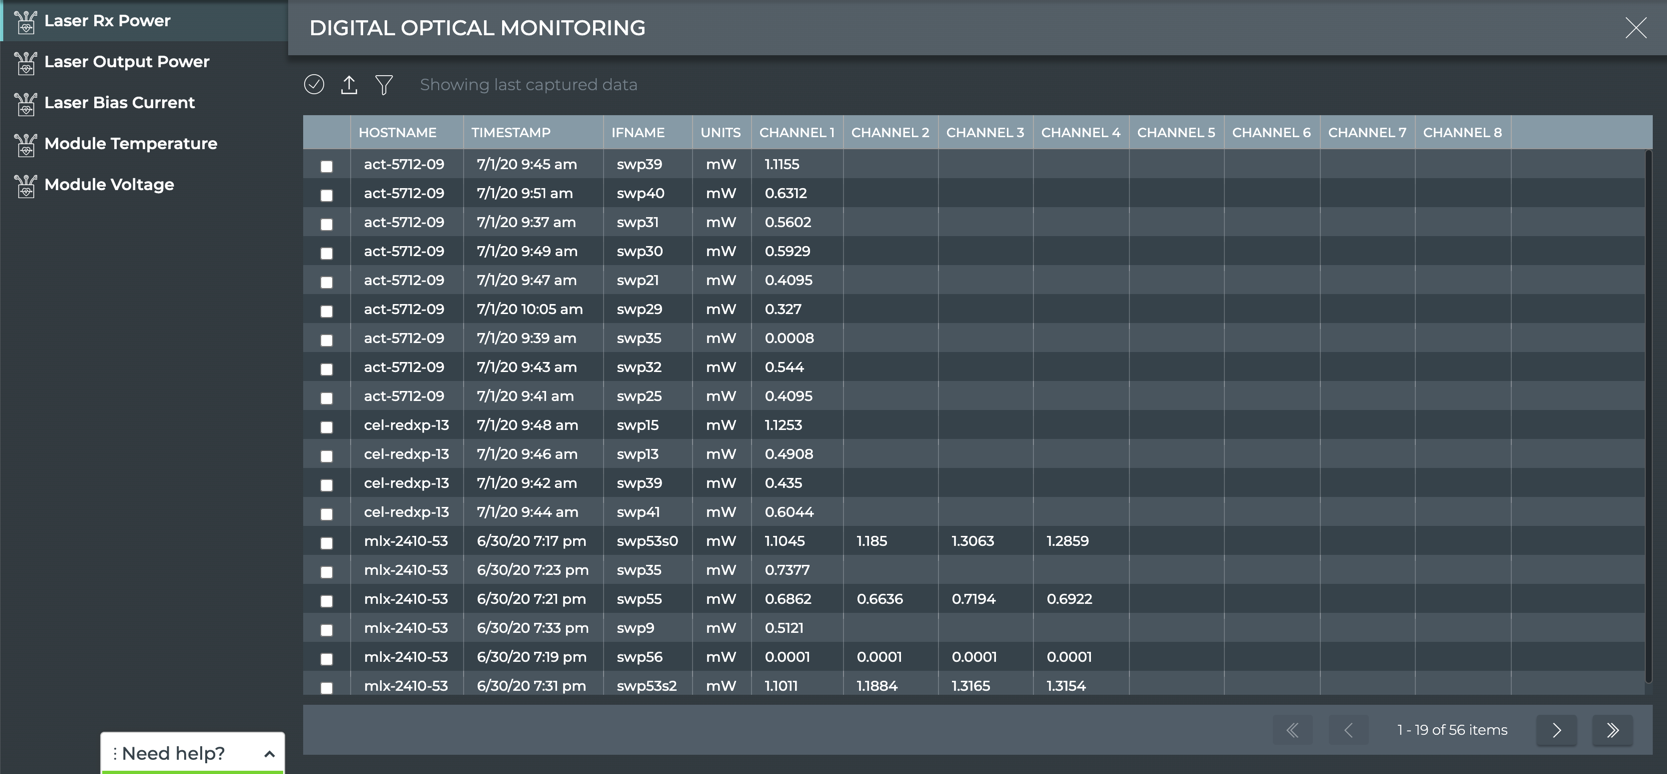 Laser Rx Power
Laser Output Power
Laser Bias Current
Module Temperature
Module Voltage
DIGITAL OPTICAL MONITORING
Showing last captured data
HOSTNAME TIMESTAMP IFNAME UNITS CHANNEL 1 CHANNEL 2 CHANNEL 3 CHANNEL 4 CHANNEL 5 CHANNEL 6 CHANNEL 7 CHANNEL 8
act-5712-09 7/1/20 9:45 am swp39 mW 1.1155
act-5712-09 7/1/20 9:51 am swp40 mW 0.6312
act-5712-09 7/1/20 9:37 am swp31 mW 0.5602
act-5712-09 7/1/20 9:49 am swp30 mW 0.5929
act-5712-09 7/1/20 9:47 am swp21 mW 0.4095
act-5712-09 7/1/20 10:05 am swp29 mW 0.327
act-5712-09 7/1/20 9:39 am swp35 mW 0.0008
act-5712-09 7/1/20 9:43 am swp32 mW 0.544
act-5712-09 7/1/20 9:41 am swp25 mW 0.4095
cel-redxp-13 7/1/20 9:48 am swp15 mW 1.1253
cel-redxp-13 7/1/20 9:46 am swp13 mW 0.4908
cel-redxp-13 7/1/20 9:42 am swp39 mW 0.435
cel-redxp-13 7/1/20 9:44 am swp41 mW 0.6044
mlx-2410-53 6/30/20 7:17 pm swp53s0 mW 1.1045 1.185 1.3063 1.2859
mlx-2410-53 6/30/20 7:23 pm swp35 mW 0.7377
mlx-2410-53 6/30/20 7:21 pm swp55 mW 0.6862 0.6636 0.7194 0.6922
mlx-2410-53 6/30/20 7:33 pm swp9 mW 0.5121
mlx-2410-53 6/30/20 7:19 pm swp56 mW 0.0001 0.0001 0.0001 0.0001
mlx-2410-53 6/30/20 7:31 pm swp53s2 mW 1.1011 1.1884 1.3165 1.3154
1 - 19 of 56 items
Need help?